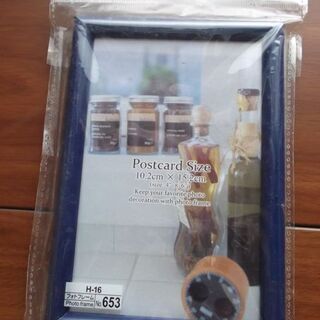 Postcard Size
10.2cm × 15.2cm
Keep your favorite photo
decoration with photo frame
H-16
フォトフレーム
Photo frame
No. 653